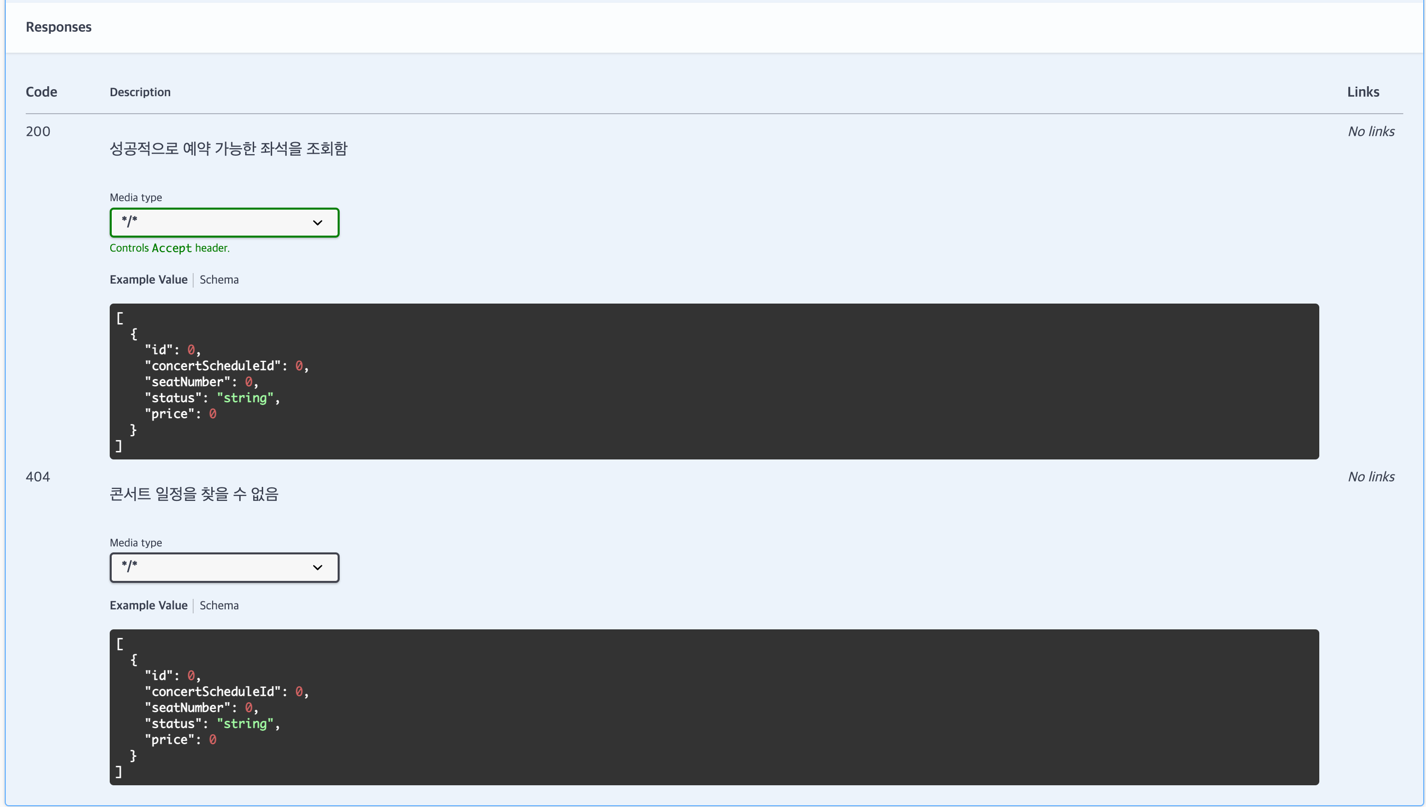 Responses
Code Description Links
200 No links
성공적으로 예약 가능한 좌석을 조회함
Media type
*/*
Controls Accept header.
Example Value Schema
[
  {
    "id": 0,
    "concertScheduleId": 0,
    "seatNumber": 0,
    "status": "string",
    "price": 0
  }
]
404 No links
콘서트 일정을 찾을 수 없음
Media type
*/*
Example Value Schema
[
  {
    "id": 0,
    "concertScheduleId": 0,
    "seatNumber": 0,
    "status": "string",
    "price": 0
  }
]